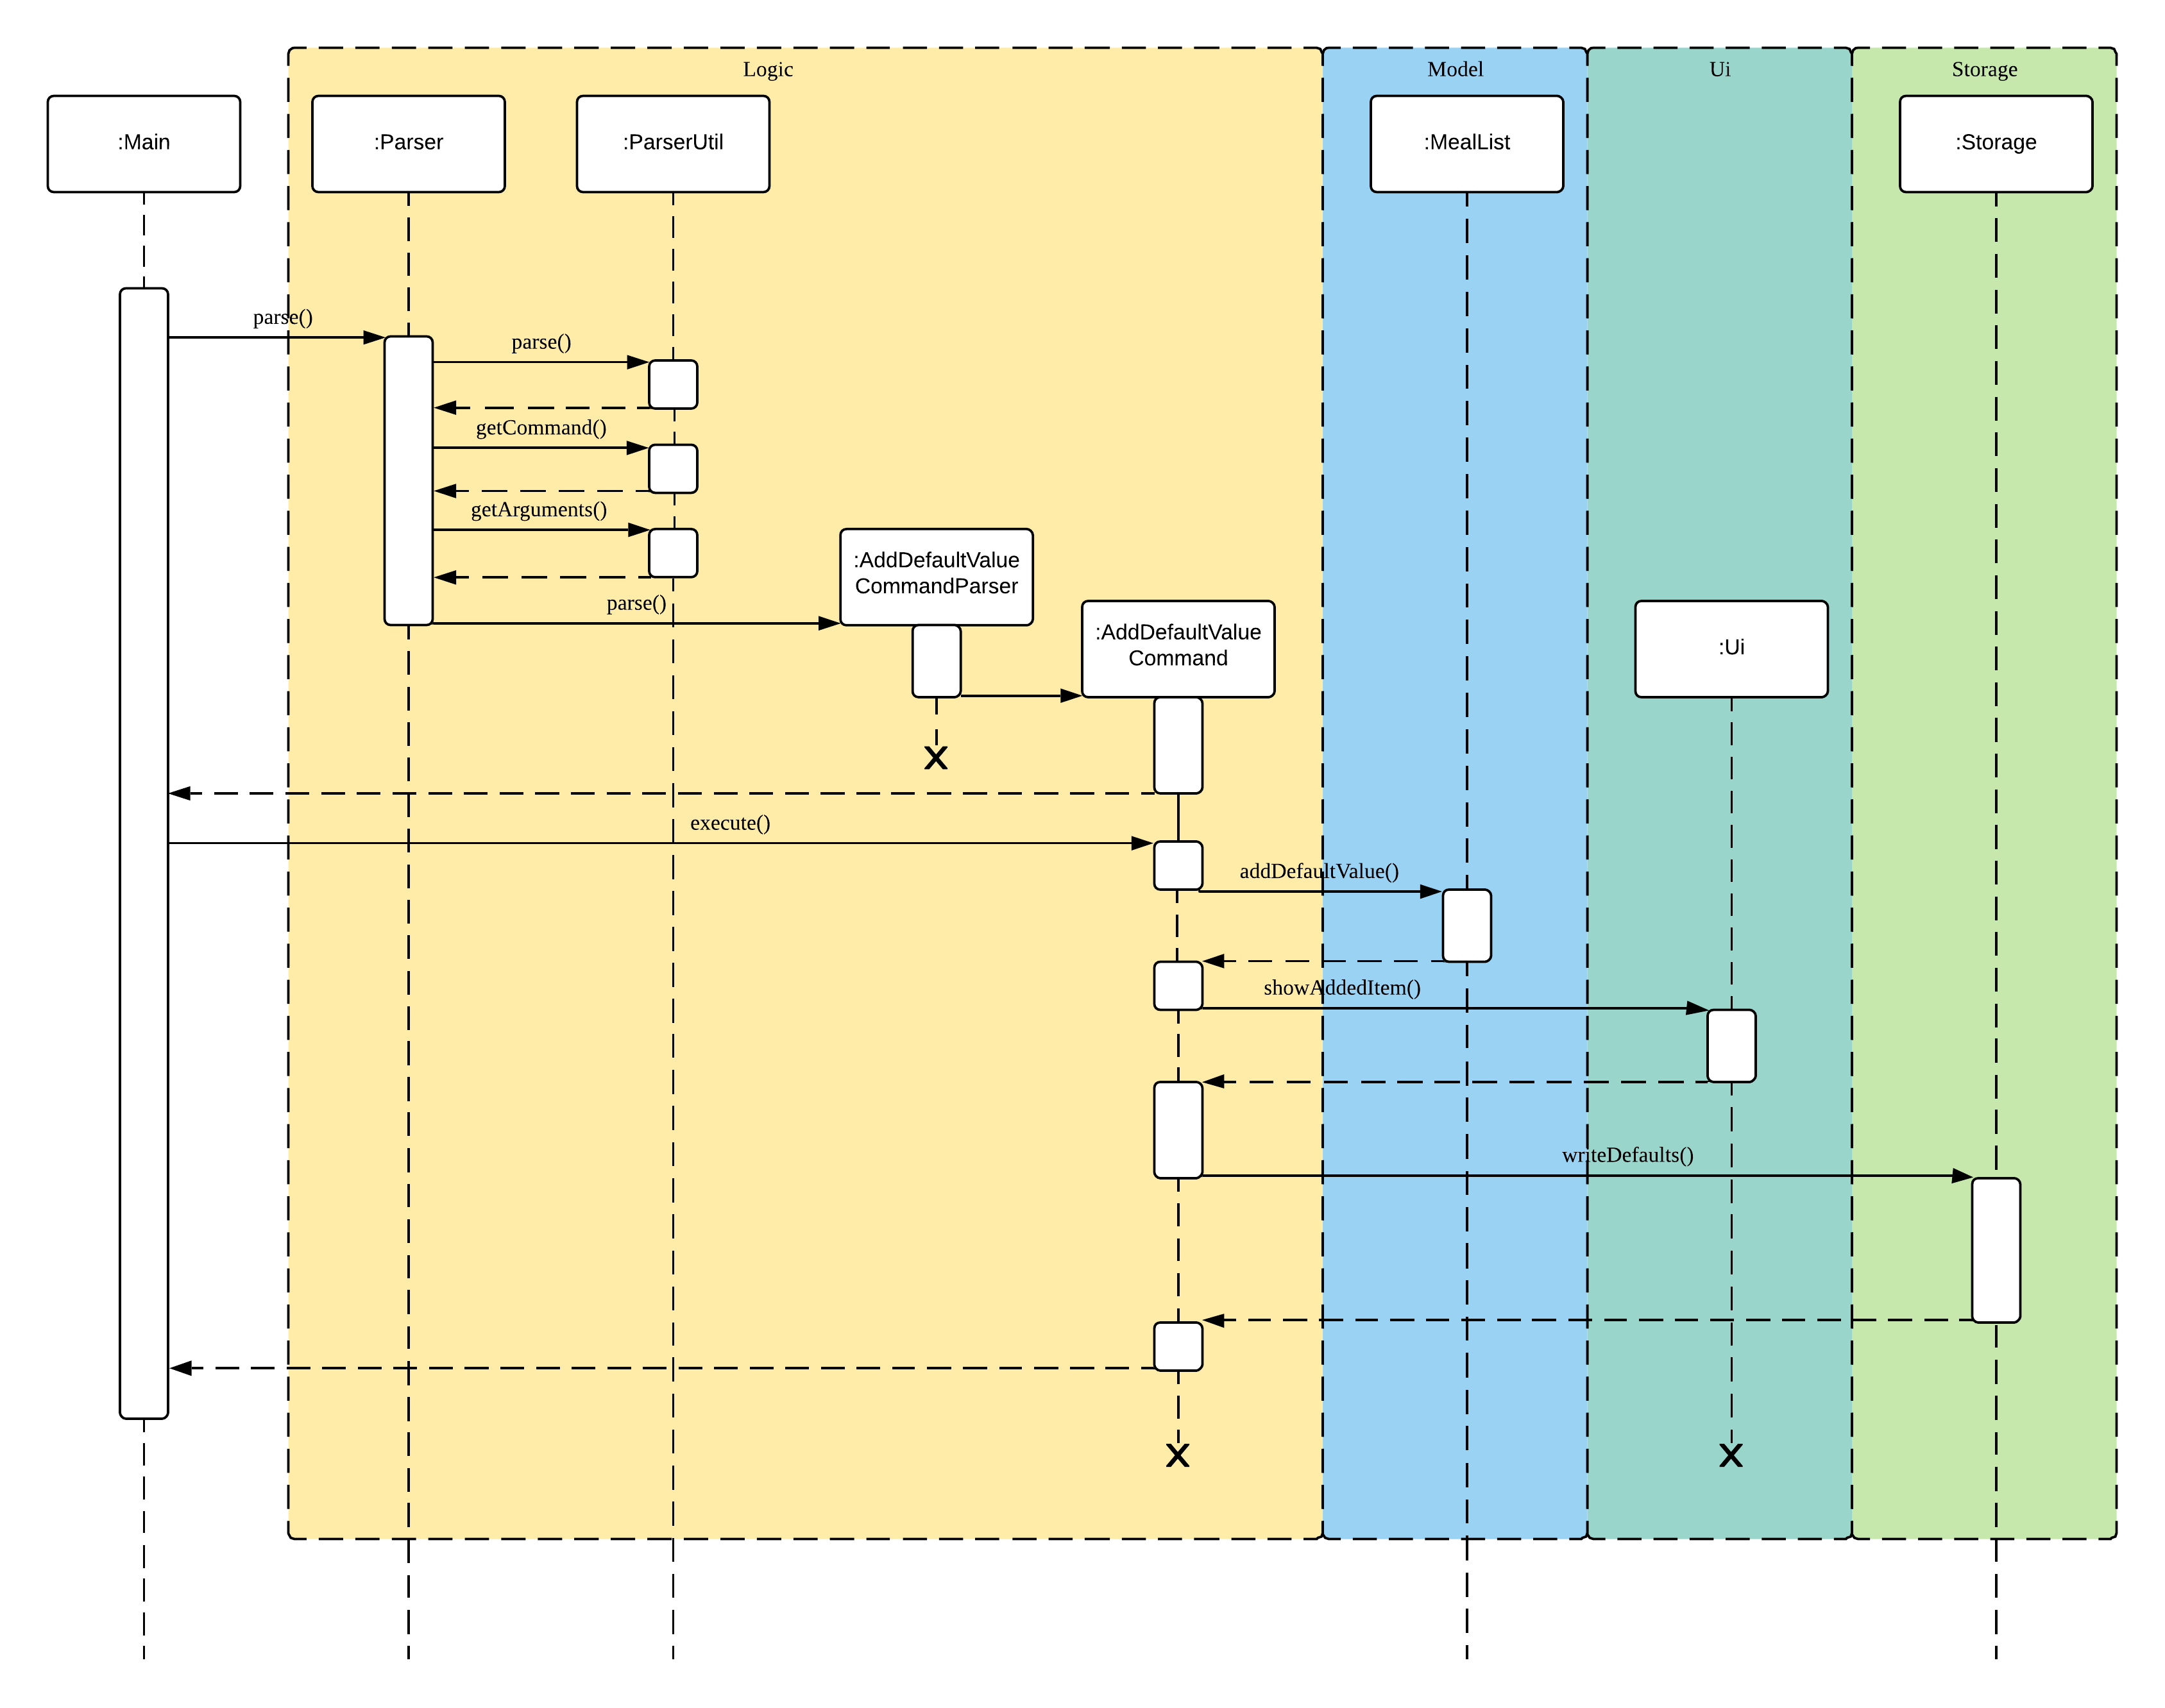 Logic
Model
Ui
Storage
:Main
:Parser
:ParserUtil
:MealList
:Storage
parse()
parse()
getCommand()
getArguments()
:AddDefaultValue
CommandParser
parse()
:AddDefaultValue
Command
:Ui
execute()
addDefaultValue()
showAddedItem()
writeDefaults()